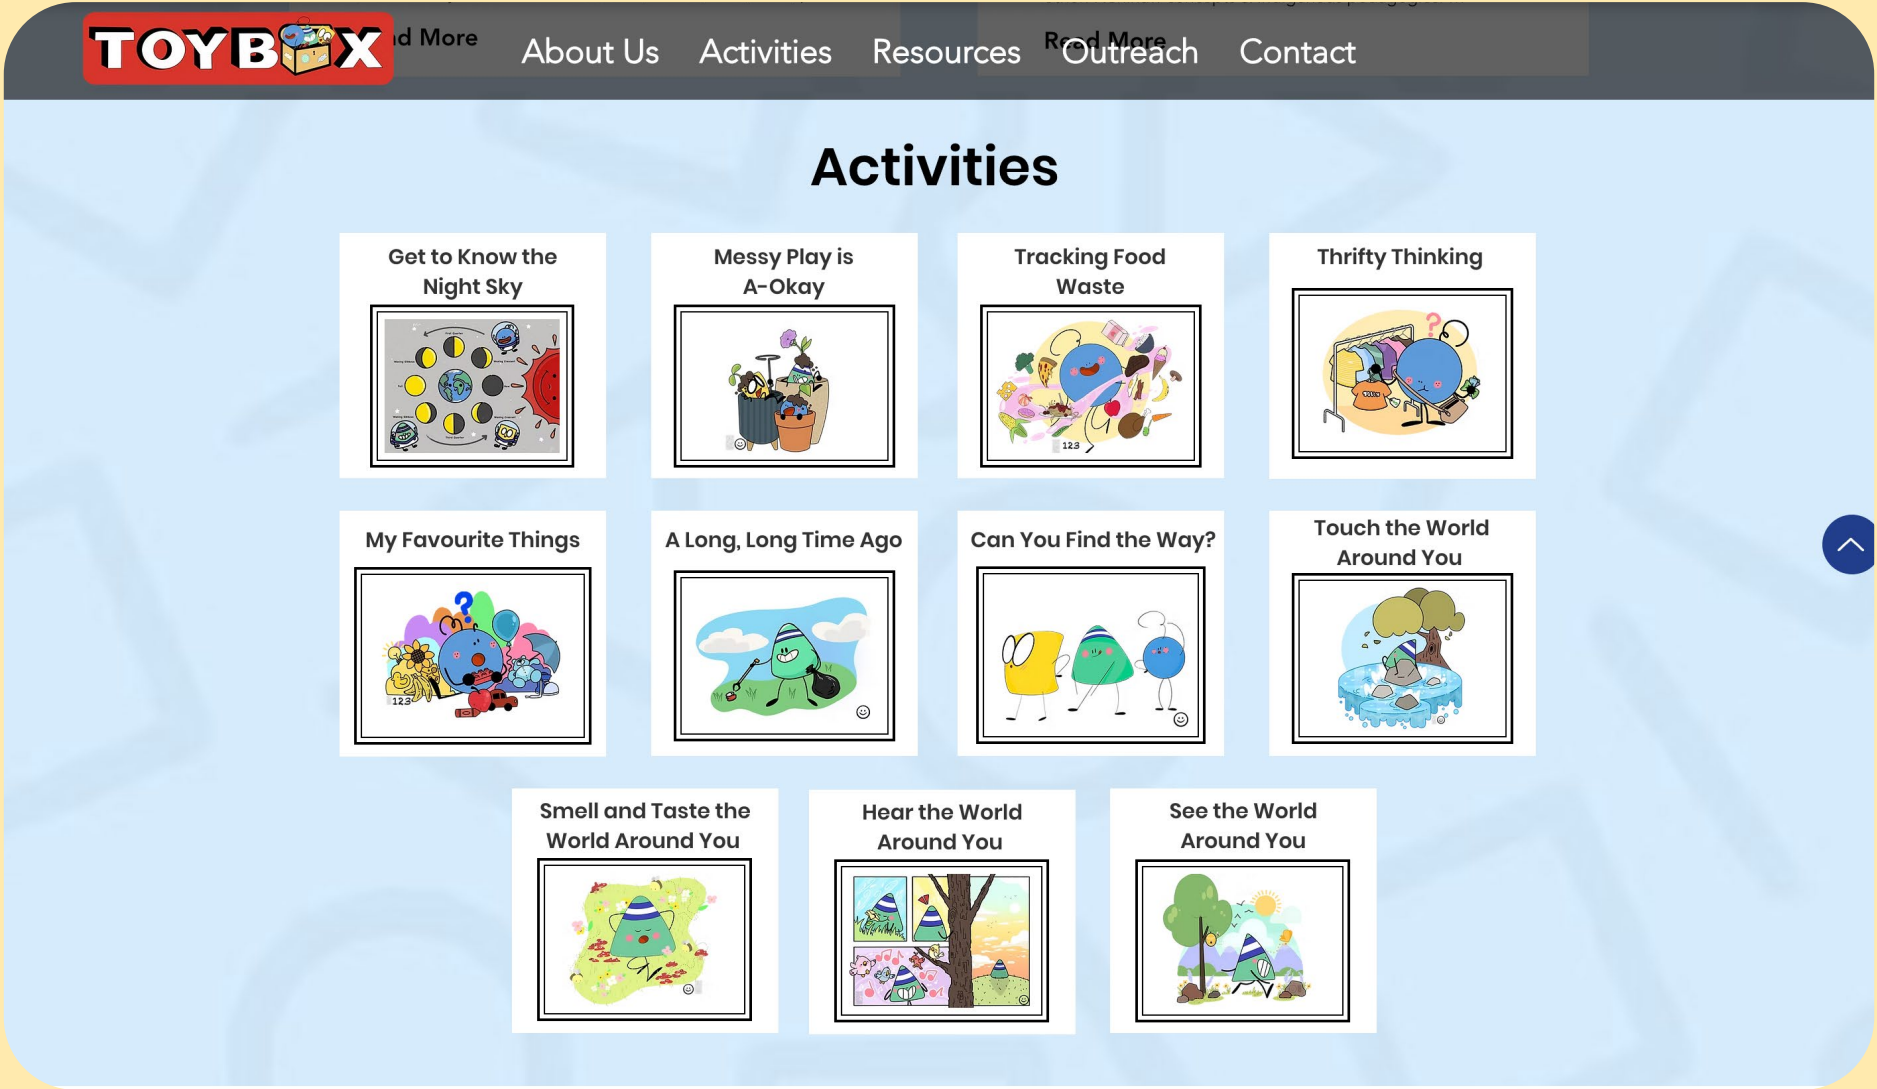 TOYBOX
d More
Read More
About Us
Activities
Resources
Outreach
Contact
Activities
Get to Know the
Night Sky
Messy Play is
A-Okay
Tracking Food
Waste
Thrifty Thinking
123
My Favourite Things
A Long, Long Time Ago
Can You Find the Way?
Touch the World
Around You
123
Smell and Taste the
World Around You
Hear the World
Around You
See the World
Around You